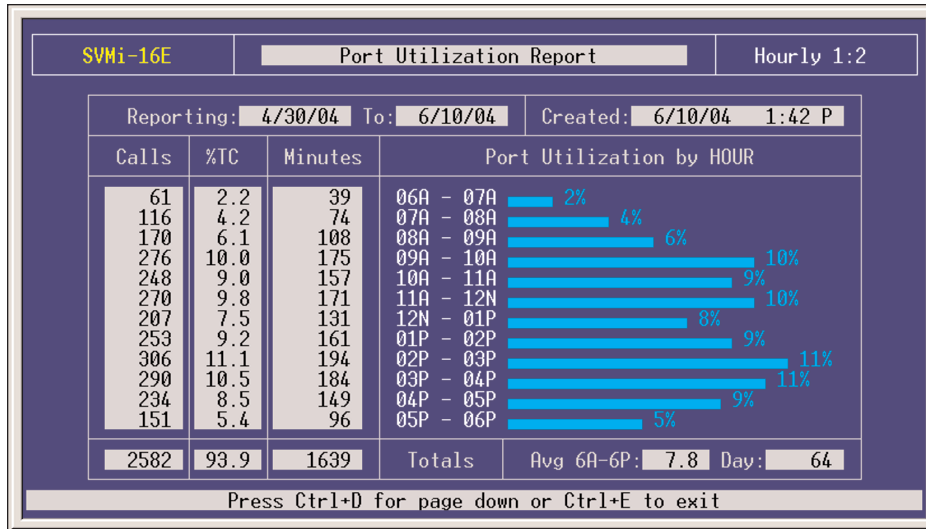 SVMi-16E Port Utilization Report Hourly 1:2
Reporting: 4/30/04 To: 6/10/04 Created: 6/10/04 1:42 P
Calls %TC Minutes Port Utilization by HOUR
61 2.2 39 06A - 07A 2%
116 4.2 74 07A - 08A 4%
170 6.1 108 08A - 09A 6%
276 10.0 175 09A - 10A 10%
248 9.0 157 10A - 11A 9%
270 9.8 171 11A - 12N 10%
207 7.5 131 12N - 01P 8%
253 9.2 161 01P - 02P 9%
306 11.1 194 02P - 03P 11%
290 10.5 184 03P - 04P 11%
234 8.5 149 04P - 05P 9%
151 5.4 96 05P - 06P 5%
2582 93.9 1639 Totals Avg 6A-6P: 7.8 Day: 64
Press Ctrl+D for page down or Ctrl+E to exit